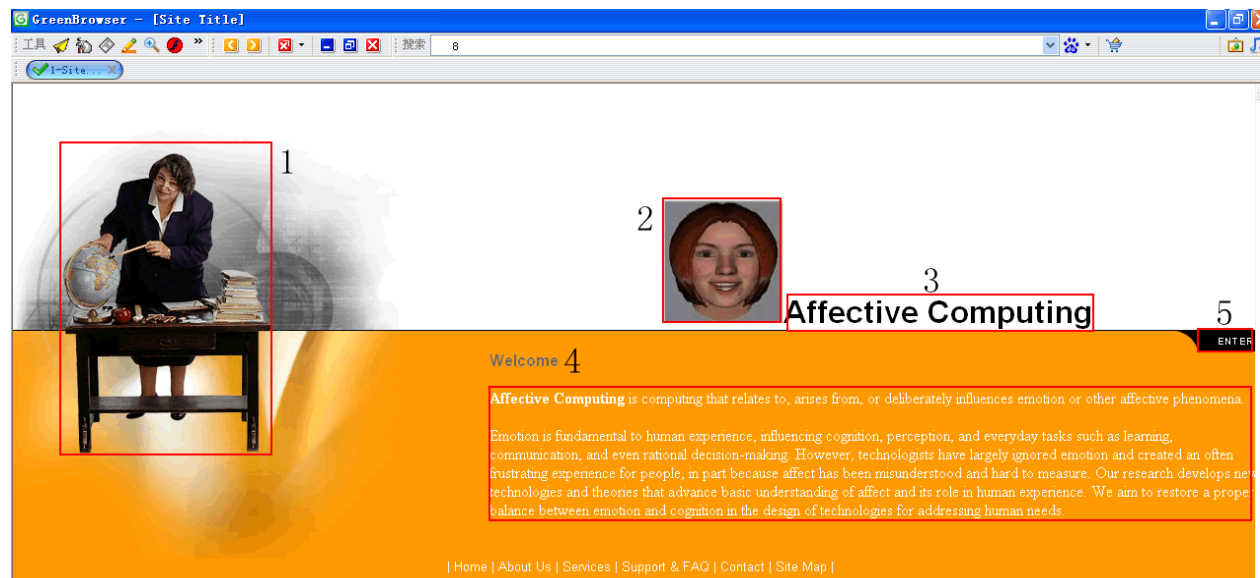 GreenBrowser - [Site Title]
工具 » 搜索 8
1-Site...
1
2
3
Affective Computing
5
ENTER
Welcome 4
Affective Computing is computing that relates to, arises from, or deliberately influences emotion or other affective phenomena.
Emotion is fundamental to human experience, influencing cognition, perception, and everyday tasks such as learning,
communication, and even rational decision-making. However, technologists have largely ignored emotion and created an often
frustrating experience for people, in part because affect has been misunderstood and hard to measure. Our research develops new
technologies and theories that advance basic understanding of affect and its role in human experience. We aim to restore a prope
balance between emotion and cognition in the design of technologies for addressing human needs.
| Home | About Us | Services | Support & FAQ | Contact | Site Map |